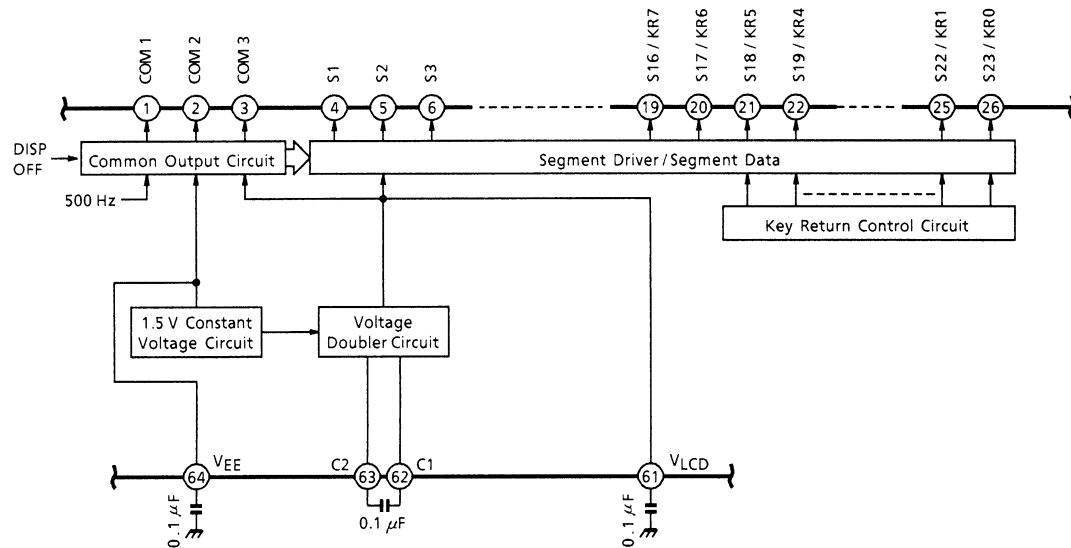 COM 1
COM 2
COM 3
S1
S2
S3
S16 / KR7
S17 / KR6
S18 / KR5
S19 / KR4
S22 / KR1
S23 / KR0
1
2
3
4
5
6
19
20
21
22
25
26
DISP
OFF
Common Output Circuit
Segment Driver / Segment Data
500 Hz
Key Return Control Circuit
1.5 V Constant
Voltage Circuit
Voltage
Doubler Circuit
64
VEE
C2
63
62
C1
61
VLCD
0.1 μF
0.1 μF
0.1 μF